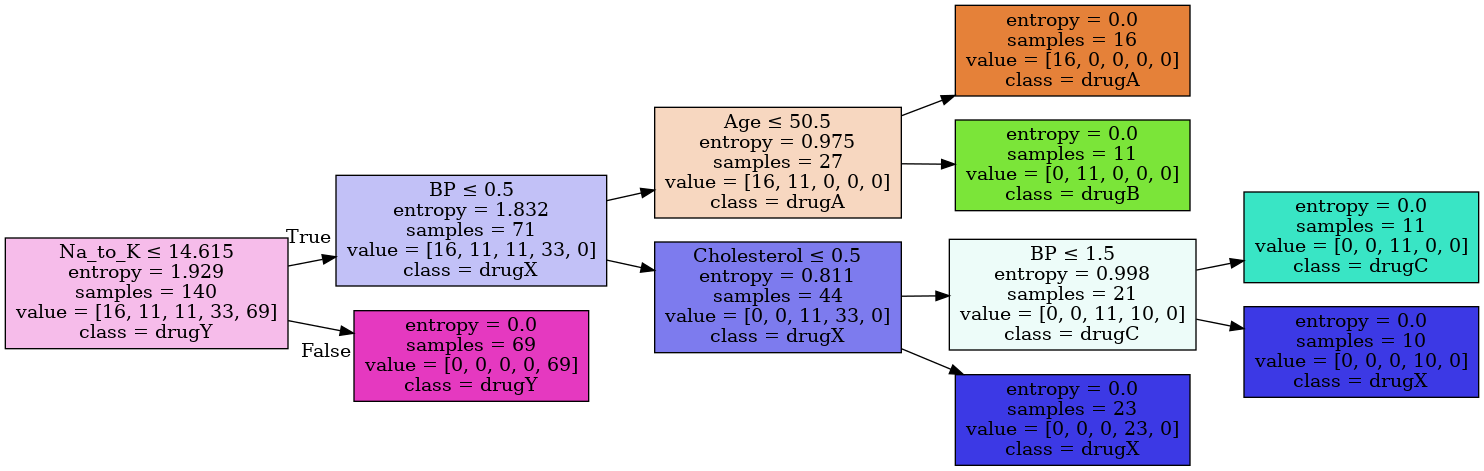 Na_to_K ≤ 14.615
entropy = 1.929
samples = 140
value = [16, 11, 11, 33, 69]
class = drugY
True
False
BP ≤ 0.5
entropy = 1.832
samples = 71
value = [16, 11, 11, 33, 0]
class = drugX
entropy = 0.0
samples = 69
value = [0, 0, 0, 0, 69]
class = drugY
Age ≤ 50.5
entropy = 0.975
samples = 27
value = [16, 11, 0, 0, 0]
class = drugA
Cholesterol ≤ 0.5
entropy = 0.811
samples = 44
value = [0, 0, 11, 33, 0]
class = drugX
entropy = 0.0
samples = 16
value = [16, 0, 0, 0, 0]
class = drugA
entropy = 0.0
samples = 11
value = [0, 11, 0, 0, 0]
class = drugB
BP ≤ 1.5
entropy = 0.998
samples = 21
value = [0, 0, 11, 10, 0]
class = drugC
entropy = 0.0
samples = 23
value = [0, 0, 0, 23, 0]
class = drugX
entropy = 0.0
samples = 11
value = [0, 0, 11, 0, 0]
class = drugC
entropy = 0.0
samples = 10
value = [0, 0, 0, 10, 0]
class = drugX